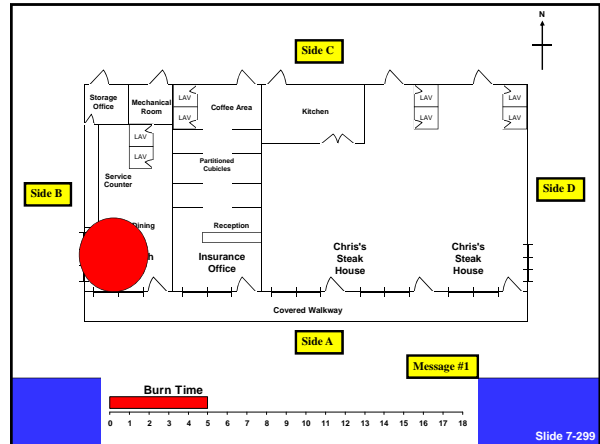 N
Side C
Storage
Office
Mechanical
Room
LAV
LAV
Coffee Area
Kitchen
LAV
LAV
LAV
LAV
LAV
LAV
Service
Counter
Partitioned
Cubicles
Side B
Side D
Dining
Reception
h
Insurance
Office
Chris's
Steak
House
Chris's
Steak
House
Covered Walkway
Side A
Message #1
Burn Time
0 1 2 3 4 5 6 7 8 9 10 11 12 13 14 15 16 17 18
Slide 7-299